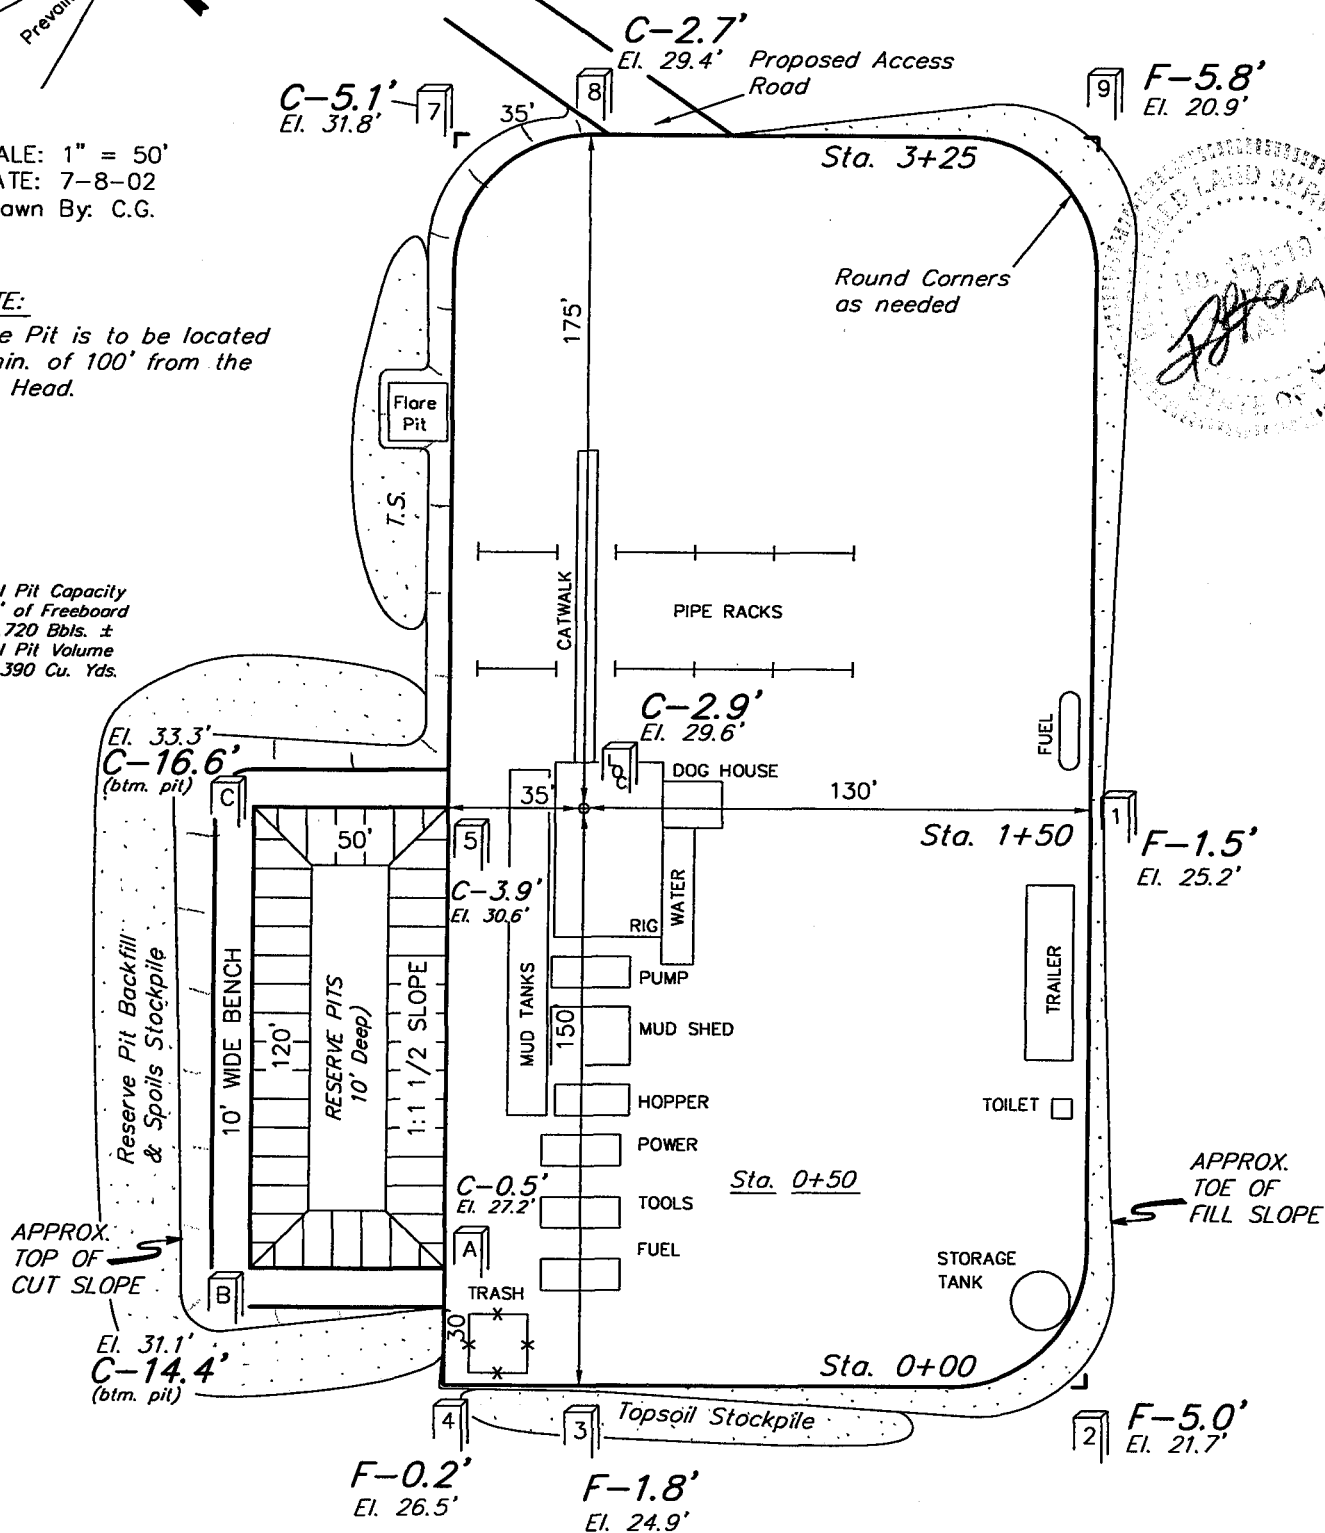 Prevail
C-2.7'
El. 29.4'
Proposed Access
Road
C-5.1'
El. 31.8'
7
35'
8
9
F-5.8'
El. 20.9'
ALE: 1" = 50'
ATE: 7-8-02
awn By: C.G.
Sta. 3+25
LAND SUR
STATE OF
Round Corners
as needed
TE:
e Pit is to be located
in. of 100' from the
Head.
175'
Flare
Pit
T.S.
l Pit Capacity
' of Freeboard
720 Bbls. ±
l Pit Volume
390 Cu. Yds.
CATWALK
PIPE RACKS
El. 33.3'
C-16.6'
(btm. pit)
C
C-2.9'
El. 29.6'
LOC
DOG HOUSE
FUEL
35'
130'
50'
5
Sta. 1+50
1
F-1.5'
El. 25.2'
C-3.9'
El. 30.6'
RIG
WATER
PUMP
MUD TANKS
MUD SHED
150'
HOPPER
POWER
TOOLS
FUEL
TRAILER
TOILET
Reserve Pit Backfill
& Spoils Stockpile
10' WIDE BENCH
120'
RESERVE PITS
10' Deep)
1:1 1/2 SLOPE
C-0.5'
El. 27.2'
A
Sta. 0+50
APPROX.
TOE OF
FILL SLOPE
APPROX.
TOP OF
CUT SLOPE
B
TRASH
30'
STORAGE
TANK
El. 31.1'
C-14.4'
(btm. pit)
Sta. 0+00
4
3
Topsoil Stockpile
2
F-5.0'
El. 21.7'
F-0.2'
El. 26.5'
F-1.8'
El. 24.9'